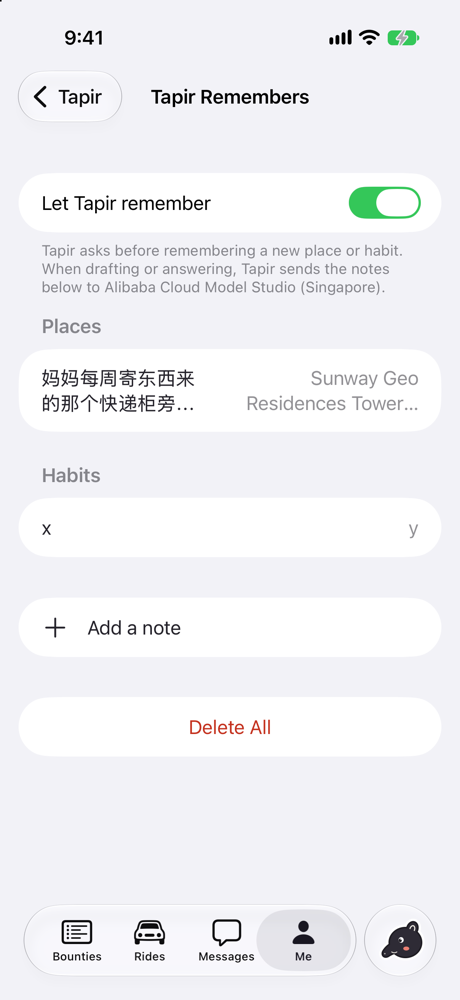 9:41
Tapir
Tapir Remembers
Let Tapir remember
Tapir asks before remembering a new place or habit.
When drafting or answering, Tapir sends the notes
below to Alibaba Cloud Model Studio (Singapore).
Places
妈妈每周寄东西来
的那个快递柜旁…
Sunway Geo
Residences Tower...
Habits
x
y
Add a note
Delete All
Bounties
Rides
Messages
Me